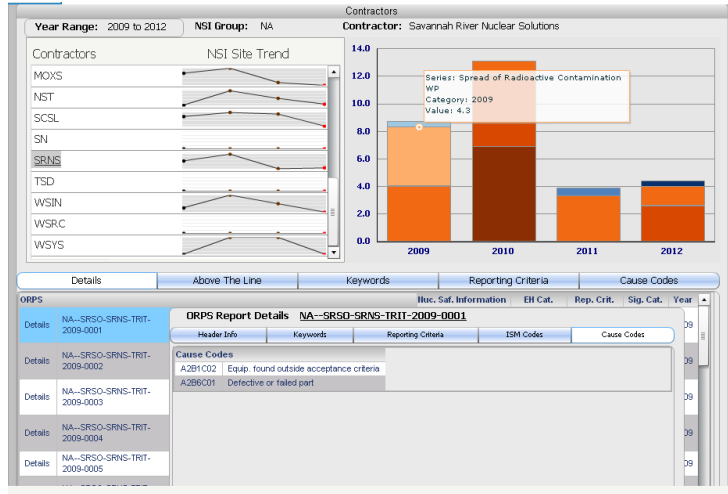 Contractors
Year Range: 2009 to 2012 NSI Group: NA Contractor: Savannah River Nuclear Solutions
Contractors NSI Site Trend
MOXS
NST
SCSL
SN
SRNS
TSD
WSIN
WSRC
WSYS
14.0
12.0
10.0
8.0
6.0
4.0
2.0
0.0
Series: Spread of Radioactive Contamination
WP
Category: 2009
Value: 4.3
2009 2010 2011 2012
Details Above The Line Keywords Reporting Criteria Cause Codes
ORPS Nuc. Saf. Information EH Cat. Rep. Crit. Sig. Cat. Year
Details NA--SRSO-SRNS-TRIT-
2009-0001
09
Details NA--SRSO-SRNS-TRIT-
2009-0002
09
Details NA--SRSO-SRNS-TRIT-
2009-0003
09
Details NA--SRSO-SRNS-TRIT-
2009-0004
09
Details NA--SRSO-SRNS-TRIT-
2009-0005
09
ORPS Report Details NA--SRSO-SRNS-TRIT-2009-0001
Header Info Keywords Reporting Criteria ISM Codes Cause Codes
Cause Codes
A2B1C02 Equip. found outside acceptance criteria
A2B6C01 Defective or failed part